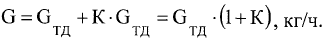 G = G_ТД + К · G_ТД = G_ТД · (1+К), кг/ч.